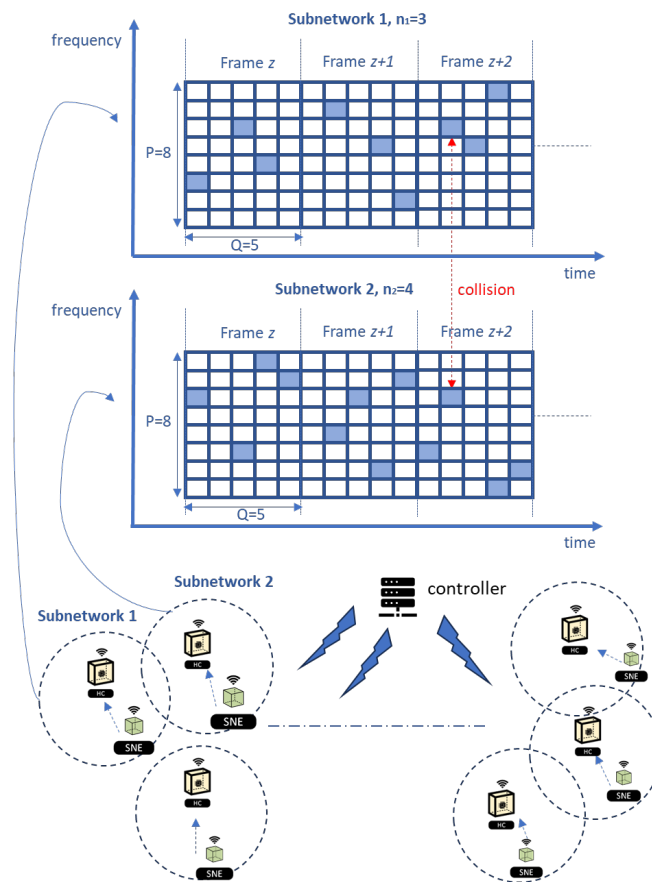 Subnetwork 1, n₁=3
frequency
Frame z
Frame z+1
Frame z+2
P=8
Q=5
time
Subnetwork 2, n₂=4
collision
frequency
Frame z
Frame z+1
Frame z+2
P=8
Q=5
time
Subnetwork 2
controller
Subnetwork 1
HC
HC
HC
SNE
SNE
SNE
HC
SNE
HC
HC
SNE
SNE